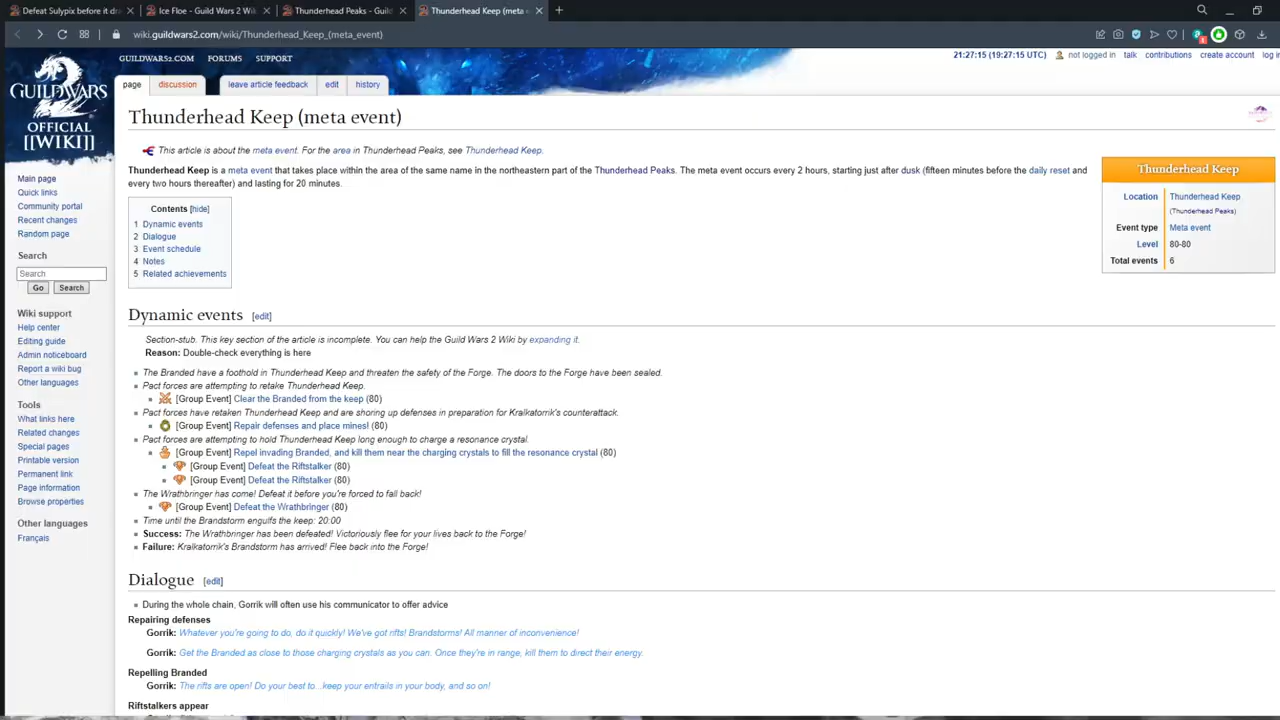 Defeat Sulypix before it dr
Ice Floe - Guild Wars 2 Wiki
Thunderhead Peaks - Guild
Thunderhead Keep (meta e
wiki.guildwars2.com/wiki/Thunderhead_Keep_(meta_event)
GUILDWARS2.COM FORUMS SUPPORT
21:27:15 (19:27:15 UTC) not logged in talk contributions create account log i
page discussion leave article feedback edit history
GUILD WARS
OFFICIAL
[[WIKI]]
Main page
Quick links
Community portal
Recent changes
Random page
Search
Search
Go Search
Wiki support
Help center
Editing guide
Admin noticeboard
Report a wiki bug
Other languages
Tools
What links here
Related changes
Special pages
Printable version
Permanent link
Page information
Browse properties
Other languages
Français
Thunderhead Keep (meta event)
This article is about the meta event. For the area in Thunderhead Peaks, see Thunderhead Keep.
Thunderhead Keep is a meta event that takes place within the area of the same name in the northeastern part of the Thunderhead Peaks. The meta event occurs every 2 hours, starting just after dusk (fifteen minutes before the daily reset and
every two hours thereafter) and lasting for 20 minutes.
Contents [hide]
1 Dynamic events
2 Dialogue
3 Event schedule
4 Notes
5 Related achievements
Thunderhead Keep
Location Thunderhead Keep
(Thunderhead Peaks)
Event type Meta event
Level 80-80
Total events 6
Dynamic events [edit]
Section-stub. This key section of the article is incomplete. You can help the Guild Wars 2 Wiki by expanding it.
Reason: Double-check everything is here
The Branded have a foothold in Thunderhead Keep and threaten the safety of the Forge. The doors to the Forge have been sealed.
Pact forces are attempting to retake Thunderhead Keep.
[Group Event] Clear the Branded from the keep (80)
Pact forces have retaken Thunderhead Keep and are shoring up defenses in preparation for Kralkatorrik's counterattack.
[Group Event] Repair defenses and place mines! (80)
Pact forces are attempting to hold Thunderhead Keep long enough to charge a resonance crystal.
[Group Event] Repel invading Branded, and kill them near the charging crystals to fill the resonance crystal (80)
[Group Event] Defeat the Riftstalker (80)
[Group Event] Defeat the Riftstalker (80)
The Wrathbringer has come! Defeat it before you're forced to fall back!
[Group Event] Defeat the Wrathbringer (80)
Time until the Brandstorm engulfs the keep: 20:00
Success: The Wrathbringer has been defeated! Victoriously flee for your lives back to the Forge!
Failure: Kralkatorrik's Brandstorm has arrived! Flee back into the Forge!
Dialogue [edit]
During the whole chain, Gorrik will often use his communicator to offer advice
Repairing defenses
Gorrik: Whatever you're going to do, do it quickly! We've got rifts! Brandstorms! All manner of inconvenience!
Gorrik: Get the Branded as close to those charging crystals as you can. Once they're in range, kill them to direct their energy.
Repelling Branded
Gorrik: The rifts are open! Do your best to...keep your entrails in your body, and so on!
Riftstalkers appear